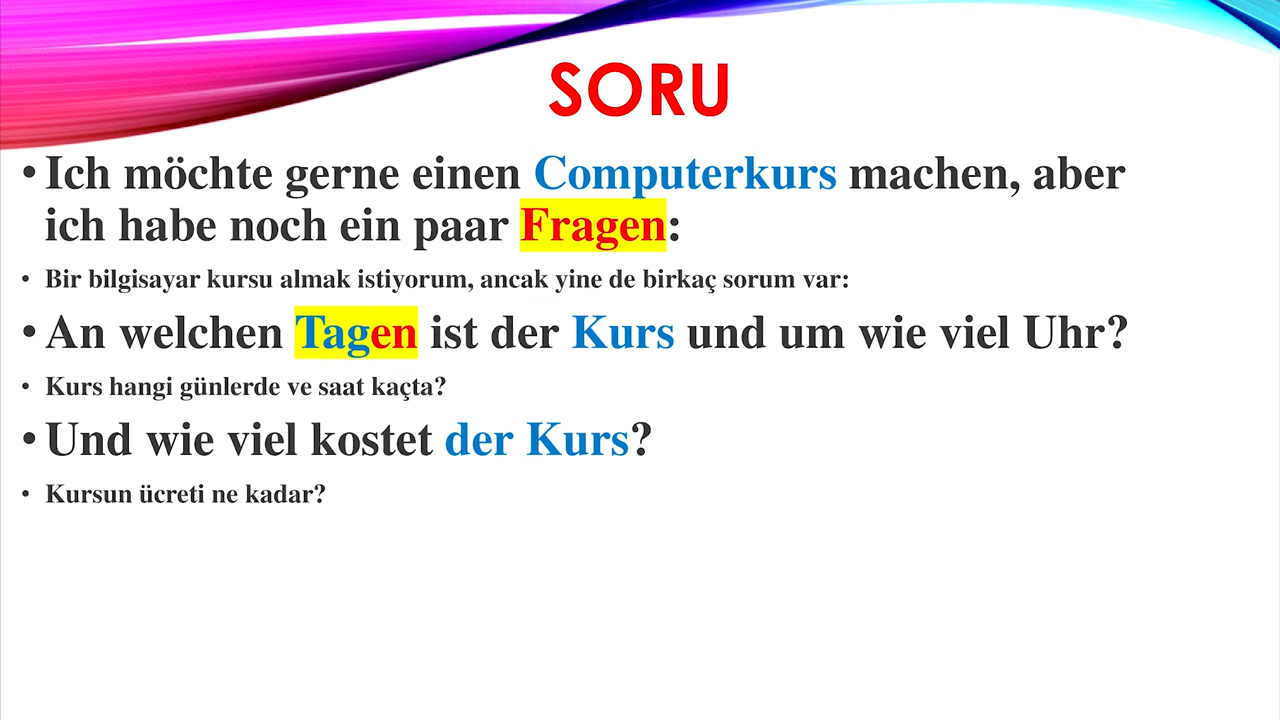 SORU
• Ich möchte gerne einen Computerkurs machen, aber
ich habe noch ein paar Fragen:
• Bir bilgisayar kursu almak istiyorum, ancak yine de birkaç sorum var:
• An welchen Tagen ist der Kurs und um wie viel Uhr?
• Kurs hangi günlerde ve saat kaçta?
• Und wie viel kostet der Kurs?
• Kursun ücreti ne kadar?